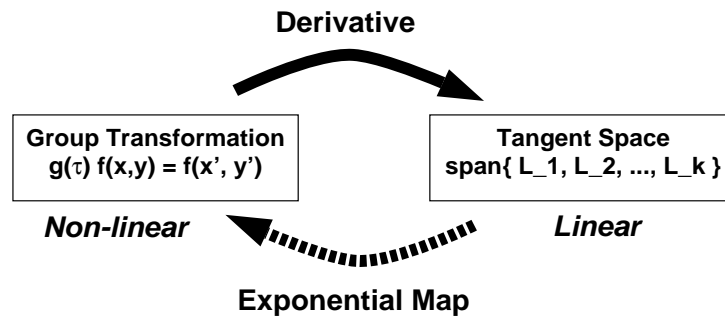 Derivative
Group Transformation
g(τ) f(x,y) = f(x', y')
Tangent Space
span{ L_1, L_2, ..., L_k }
Non-linear
Linear
Exponential Map